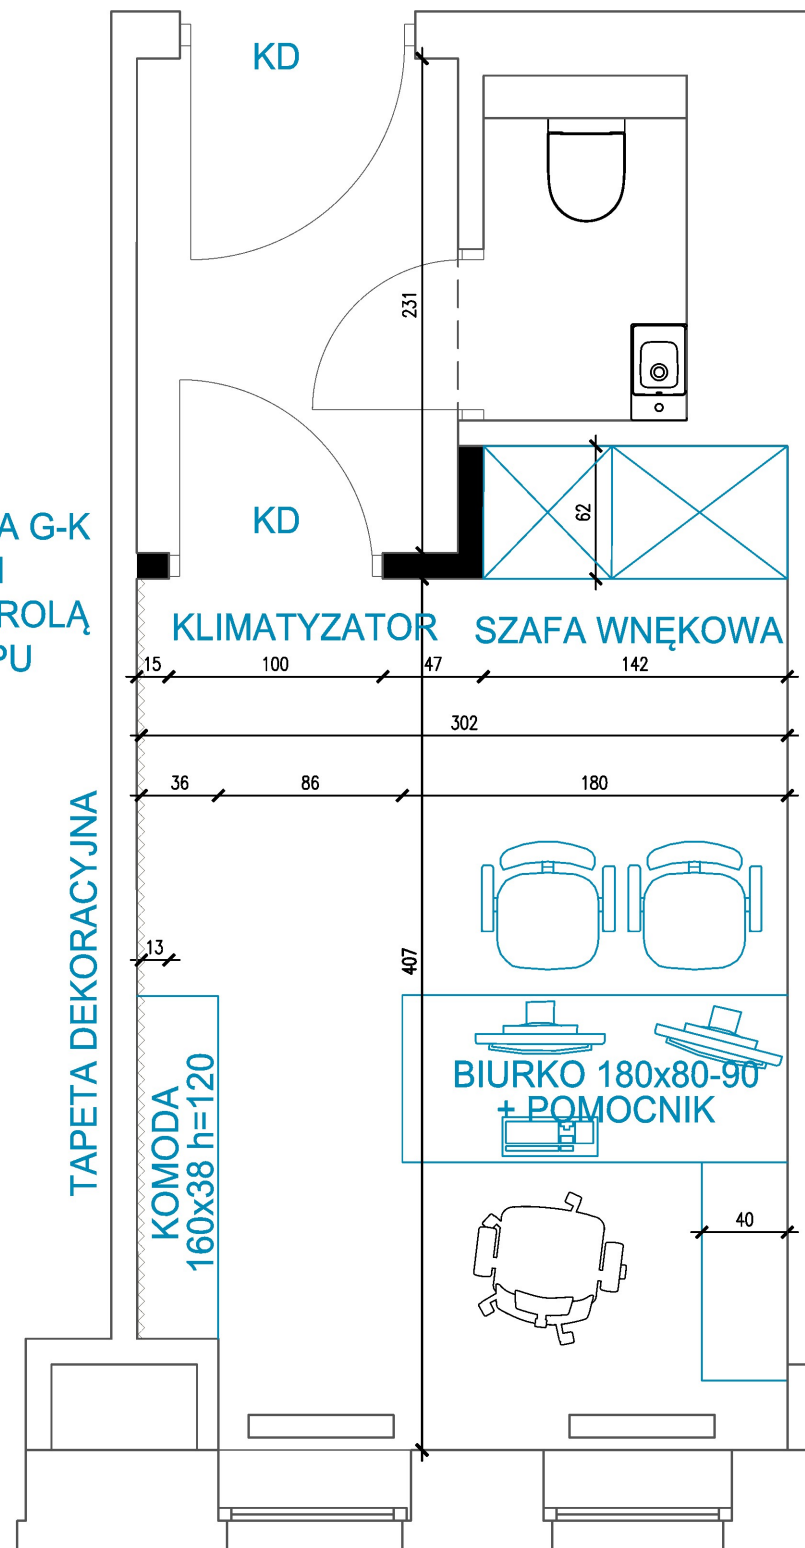 KD
231
62
KD
A G-K
ROLĄ
PU
KLIMATYZATOR
SZAFA WNĘKOWA
15
100
47
142
302
36
86
180
13
407
TAPETA DEKORACYJNA
KOMODA
160x38 h=120
BIURKO 180x80-90
+ POMOCNIK
40